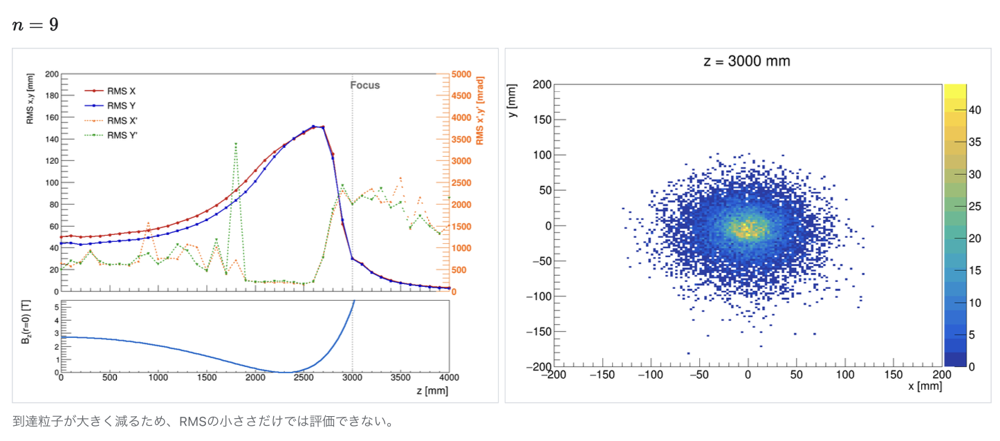 n = 9
200
180
160
140
120
100
80
60
40
20
0
RMS x,y [mm]
RMS X
RMS Y
RMS X'
RMS Y'
Focus
5000
4500
4000
3500
3000
2500
2000
1500
1000
500
0
RMS x',y' [mrad]
5
4
3
2
1
0
B_z(r=0) [T]
0 500 1000 1500 2000 2500 3000 3500 4000
z [mm]
z = 3000 mm
y [mm]
200
150
100
50
0
−50
−100
−150
−200
−200 −150 −100 −50 0 50 100 150 200
x [mm]
40
35
30
25
20
15
10
5
0
到達粒子が大きく減るため、RMSの小ささだけでは評価できない。